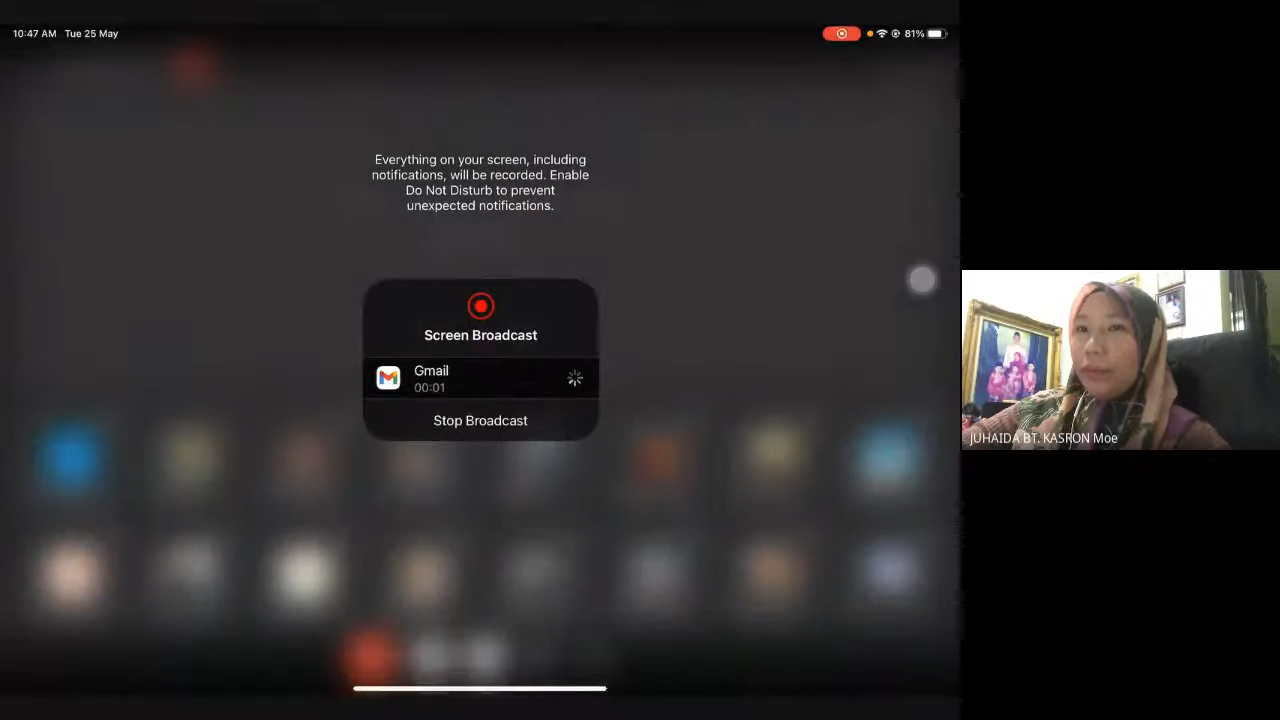 10:47 AM Tue 25 May
81%
Everything on your screen, including
notifications, will be recorded. Enable
Do Not Disturb to prevent
unexpected notifications.
Screen Broadcast
Gmail
00:01
Stop Broadcast
JUHAIDA BT. KASRON Moe